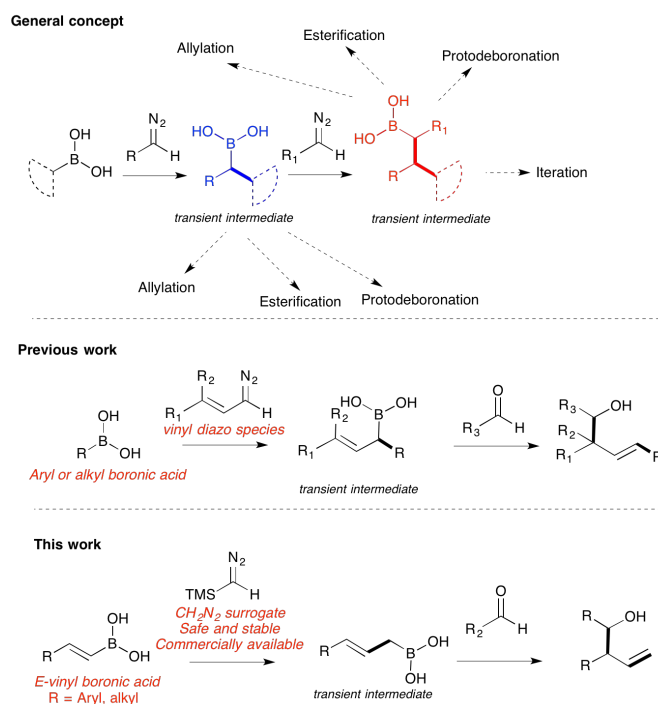 General concept
Allylation
Esterification
Protodeboronation
OH
B
OH
N2
R
H
HO
OH
B
R
transient intermediate
N2
R1
H
OH
B
HO
R1
R
transient intermediate
Iteration
Allylation
Esterification
Protodeboronation
Previous work
OH
B
R
OH
Aryl or alkyl boronic acid
R2
N2
R1
H
vinyl diazo species
HO
OH
B
R2
R1
R
transient intermediate
O
R3
H
R3
OH
R2
R1
R
This work
OH
B
OH
R
E-vinyl boronic acid
R = Aryl, alkyl
N2
TMS
H
CH2N2 surrogate
Safe and stable
Commercially available
R
B
OH
OH
transient intermediate
O
R2
H
R
OH
R